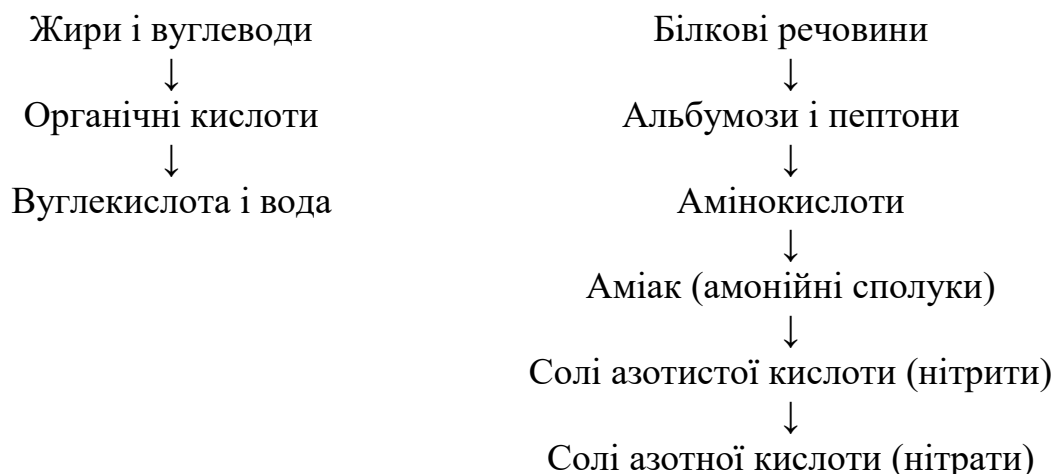 Жири і вуглеводи
↓
Органічні кислоти
↓
Вуглекислота і вода
Білкові речовини
↓
Альбумози і пептони
↓
Амінокислоти
↓
Аміак (амонійні сполуки)
↓
Солі азотистої кислоти (нітрити)
↓
Солі азотної кислоти (нітрати)